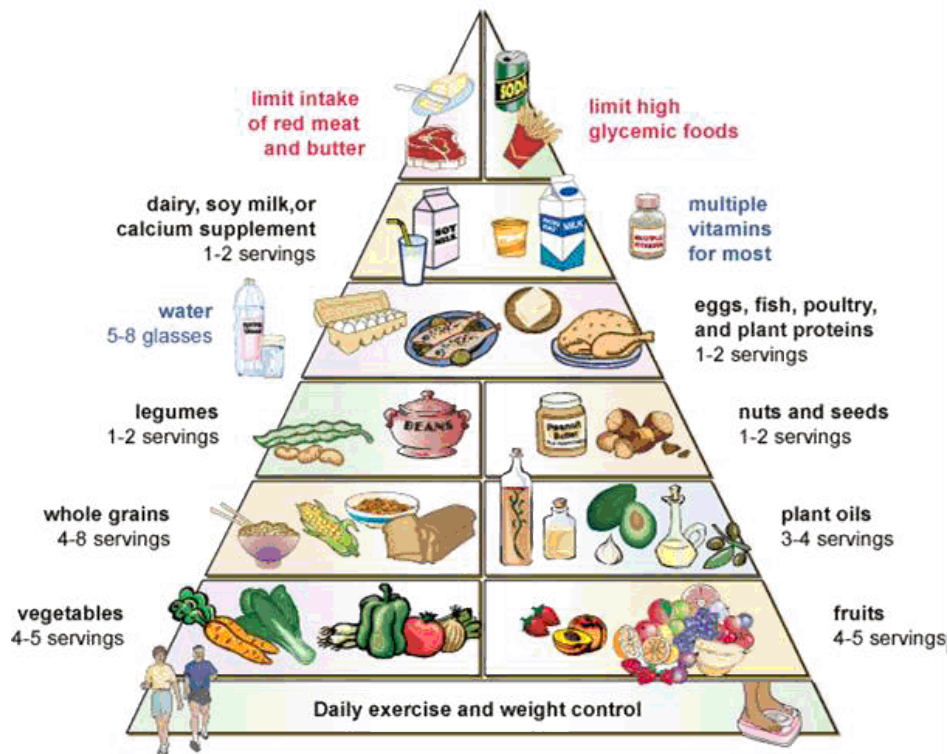 limit intake
of red meat
and butter
SODA
limit high
glycemic foods
dairy, soy milk,or
calcium supplement
1-2 servings
SOY
MILK
MILK
multiple
vitamins
for most
water
5-8 glasses
eggs, fish, poultry,
and plant proteins
1-2 servings
legumes
1-2 servings
BEANS
Peanut
Butter
nuts and seeds
1-2 servings
whole grains
4-8 servings
plant oils
3-4 servings
vegetables
4-5 servings
fruits
4-5 servings
Daily exercise and weight control